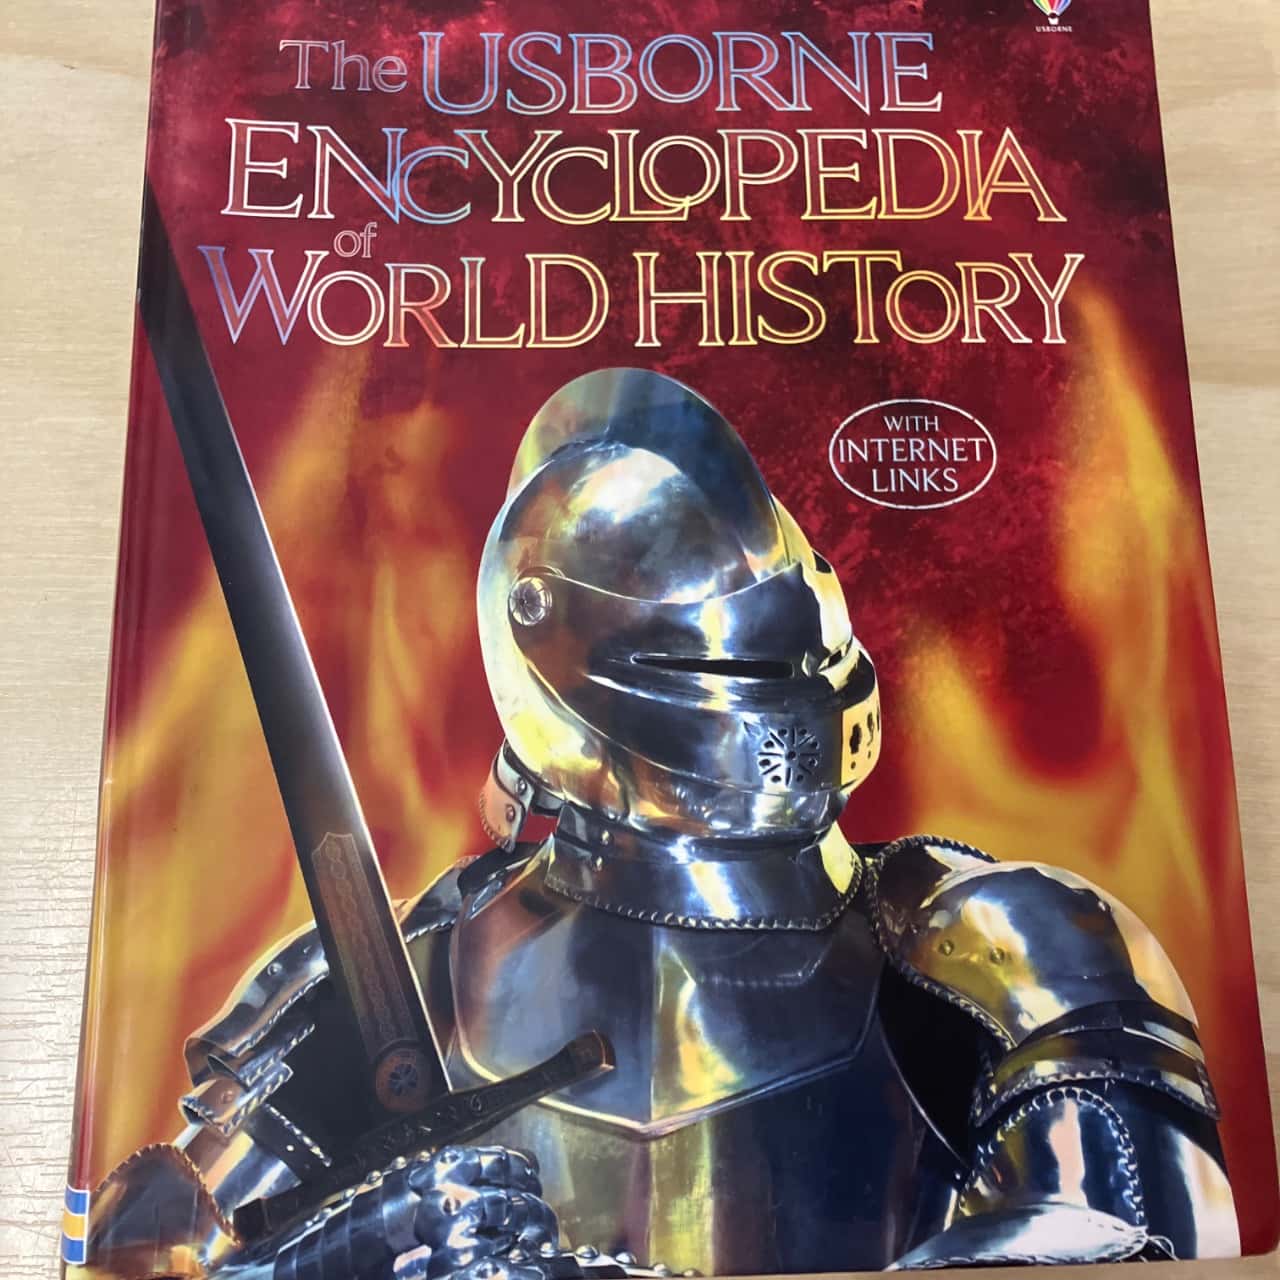 USBORNE
The USBORNE
ENCYCLOPEDIA
of
WORLD HISTORY
WITH
INTERNET
LINKS